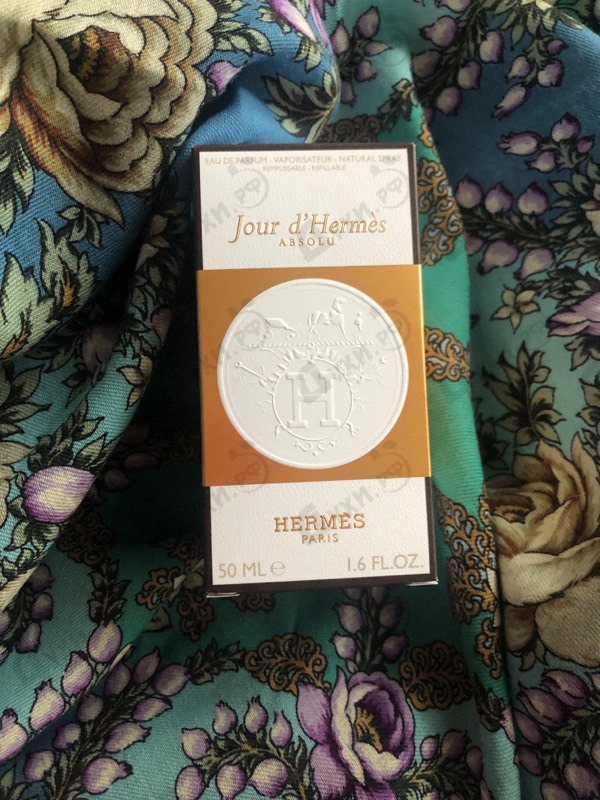 EAU DE PARFUM - VAPORISATEUR - NATURAL SPRAY
REMPLISSABLE - REFILLABLE
Jour d'Hermès
ABSOLU
H
HERMÈS
PARIS
50 ML ℮ 1.6 FL.OZ.